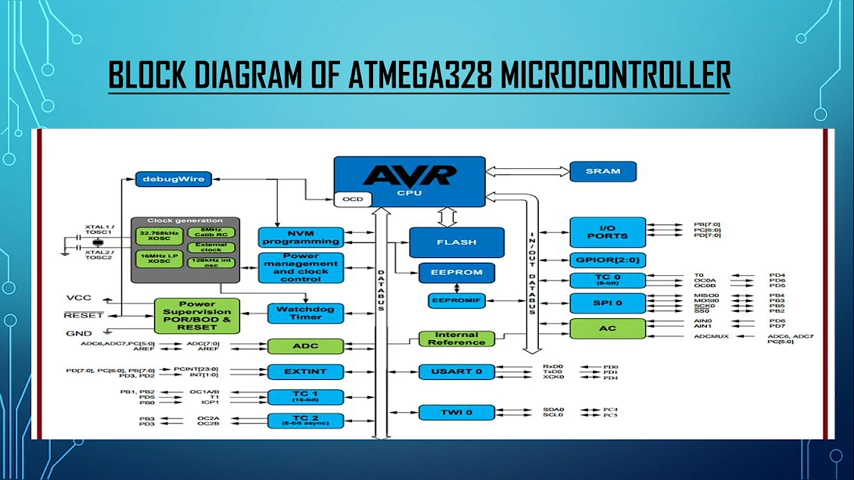 BLOCK DIAGRAM OF ATMEGA328 MICROCONTROLLER
debugWire
AVR
CPU
OCD
SRAM
Clock generation
XTAL1 /
TOSC1
XTAL2 /
TOSC2
32.768kHz
XOSC
8MHz
Calib RC
External
clock
16MHz LP
XOSC
128kHz int
osc
NVM
programming
Power
management
and clock
control
FLASH
EEPROM
EEPROMIF
DATABUS
IN/OUT DATABUS
I/O
PORTS
PB[7:0]
PC[6:0]
PD[7:0]
GPIOR[2:0]
TC 0
(8-bit)
T0
OC0A
OC0B
PD4
PD6
PD5
SPI 0
MISO0
MOSI0
SCK0
SS0
PB4
PB3
PB5
PB2
AC
AIN0
AIN1
ADCMUX
PD6
PD7
ADC6, ADC7
PC[5:0]
VCC
RESET
GND
Power
Supervision
POR/BOD &
RESET
Watchdog
Timer
Internal
Reference
ADC6,ADC7,PC[5:0]
AREF
ADC[7:0]
AREF
ADC
PD[7:0], PC[6:0], PB[7:0]
PD3, PD2
PCINT[23:0]
INT[1:0]
EXTINT
USART 0
RxD0
TxD0
XCK0
PD0
PD1
PD4
PB1, PB2
PD5
PB0
OC1A/B
T1
ICP1
TC 1
(16-bit)
PB3
PD3
OC2A
OC2B
TC 2
(8-bit async)
TWI 0
SDA0
SCL0
PC4
PC5